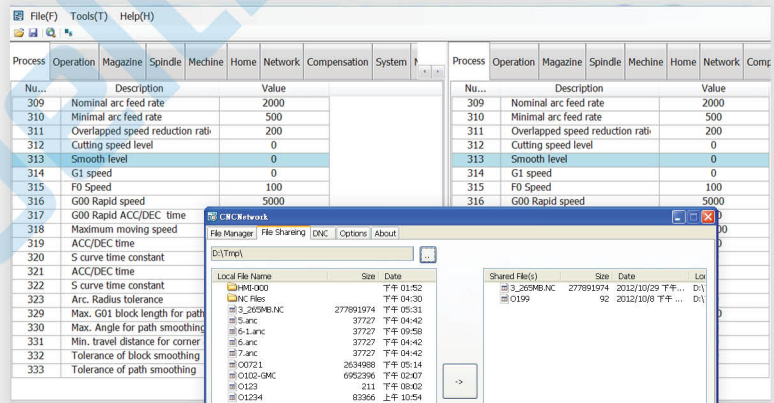 File(F) Tools(T) Help(H)
Process Operation Magazine Spindle Mechine Home Network Compensation System
Nu... Description Value
309 Nominal arc feed rate 2000
310 Minimal arc feed rate 500
311 Overlapped speed reduction rati 200
312 Cutting speed level 0
313 Smooth level 0
314 G1 speed 0
315 F0 Speed 100
316 G00 Rapid speed 5000
317 G00 Rapid ACC/DEC time
318 Maximum moving speed
319 ACC/DEC time
320 S curve time constant
321 ACC/DEC time
322 S curve time constant
323 Arc. Radius tolerance
329 Max. G01 block length for path
330 Max. Angle for path smoothing
331 Min. travel distance for corner
332 Tolerance of block smoothing
333 Tolerance of path smoothing
Process Operation Magazine Spindle Mechine Home Network Comp
Nu... Description Value
309 Nominal arc feed rate 2000
310 Minimal arc feed rate 500
311 Overlapped speed reduction rati 200
312 Cutting speed level 0
313 Smooth level 0
314 G1 speed 0
315 F0 Speed 100
316 G00 Rapid speed 5000
CNCNetwork
File Manager File Shareing DNC Options About
D:\Tmp\ ..
Local File Name Size Date
HMI-000 下午 01:52
NC Files 下午 04:30
3_265MB.NC 277891974 下午 05:31
5.anc 37727 下午 04:42
6-1.anc 37727 下午 09:58
6.anc 37727 下午 04:42
7.anc 37727 下午 04:42
O0721 2634988 下午 05:14
O102-GMC 6952396 下午 02:07
O123 211 下午 08:02
O1234 83366 上午 10:54
->
Shared File(s) Size Date
3_265MB.NC 277891974 2012/10/29 下午... D:\
O199 92 2012/10/8 下午 ... D:\